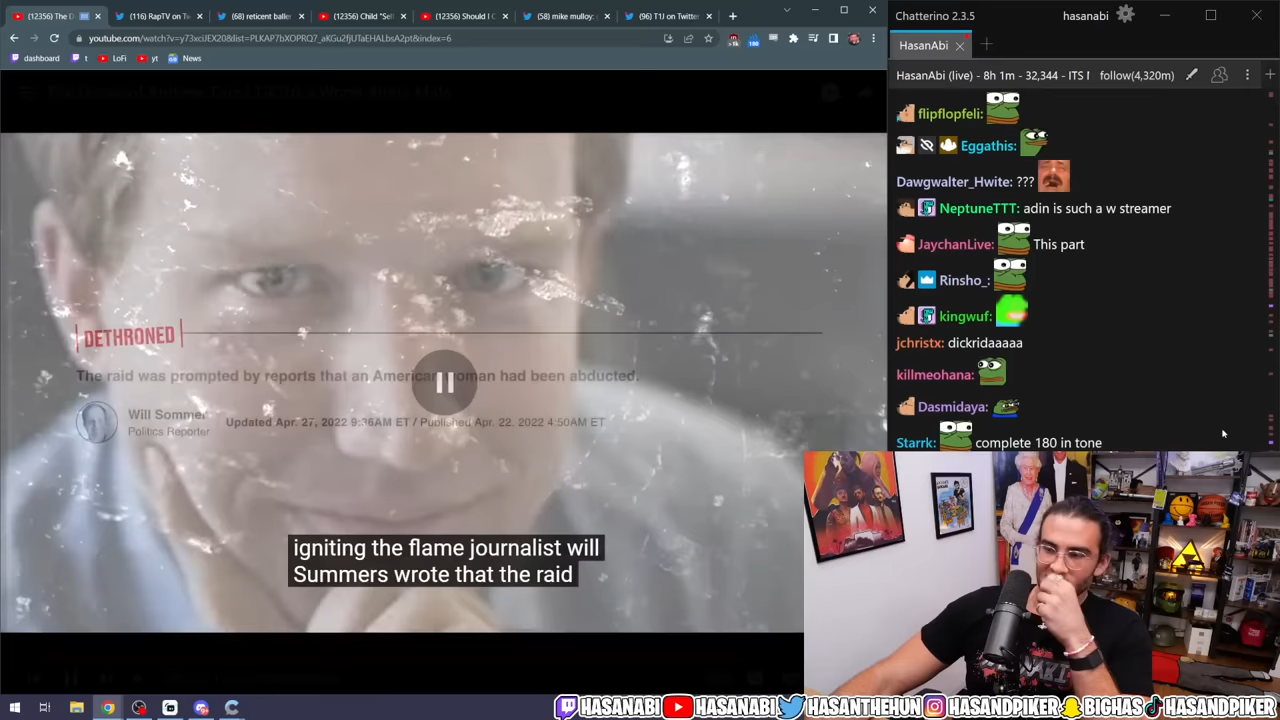 (12356) The D
(116) RapTV on Tw
(68) reticent baller
(12356) Child "Sel
(12356) Should I C
(58) mike mulloy:
(96) T1J on Twitter
youtube.com/watch?v=y73xciJEX20&list=PLKAP7bXOPRQ7_aKGu2fjUTaEHALbsA2pt&index=6
dashboard
t
LoFi
yt
News
DETHRONED
The raid was prompted by reports that an American woman had been abducted.
Will Sommer
Politics Reporter
Updated Apr. 27, 2022 9:36AM ET / Published Apr. 22, 2022 4:50AM ET
igniting the flame journalist will
Summers wrote that the raid
Chatterino 2.3.5
hasanabi
HasanAbi
HasanAbi (live) - 8h 1m - 32,344 - ITS
follow(4,320m)
flipflopfeli:
Eggathis:
Dawgwalter_Hwite: ???
NeptuneTTT: adin is such a w streamer
JaychanLive: This part
Rinsho_:
kingwuf:
jchristx: dickridaaaaa
killmeohana:
Dasmidaya:
Starrk: complete 180 in tone
HASANABI HASANABI HASANTHEHUN HASANDPIKER BIGHAS HASANDPIKER